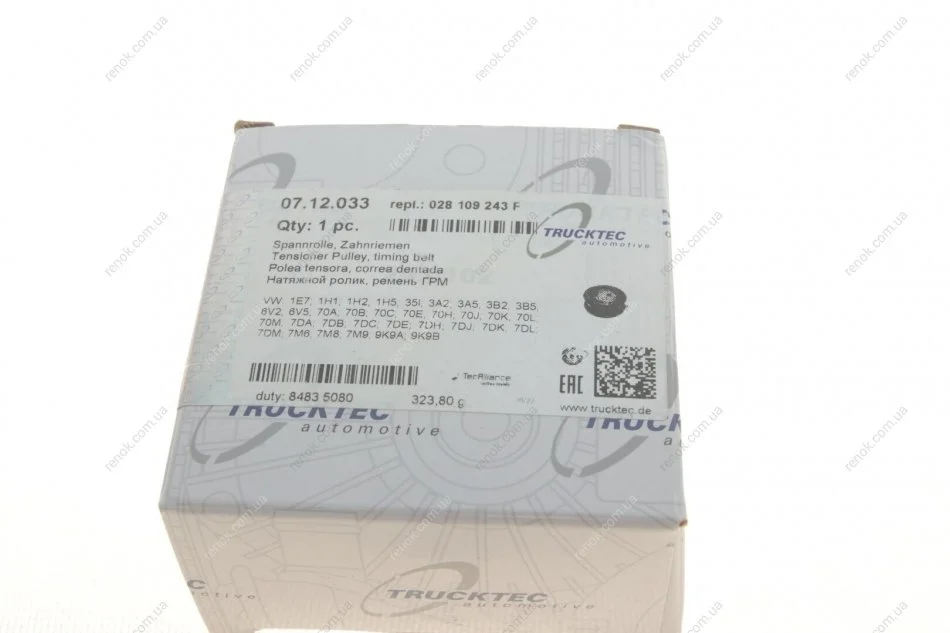 07.12.033 repl.: 028 109 243 F
Qty: 1 pc.
TRUCKTEC
automotive
Spannrolle, Zahnriemen
Tensioner Pulley, timing belt
Polea tensora, correa dentada
Натяжной ролик, ремень ГРМ
VW: 1E7, 1H1, 1H2, 1H5, 35I, 3A2, 3A5, 3B2, 3B5,
6V2, 6V5, 70A, 70B, 70C, 70E, 70H, 70J, 70K, 70L,
70M, 7DA, 7DB, 7DC, 7DE, 7DH, 7DJ, 7DK, 7DL,
7DM, 7M6, 7M8, 7M9, 9K9A, 9K9B
TecAlliance
EAC
duty: 8483 5080 323,80 g
www.trucktec.de
TRUCKTEC
automotive
TRUCKTEC
automotive
renok.com.ua